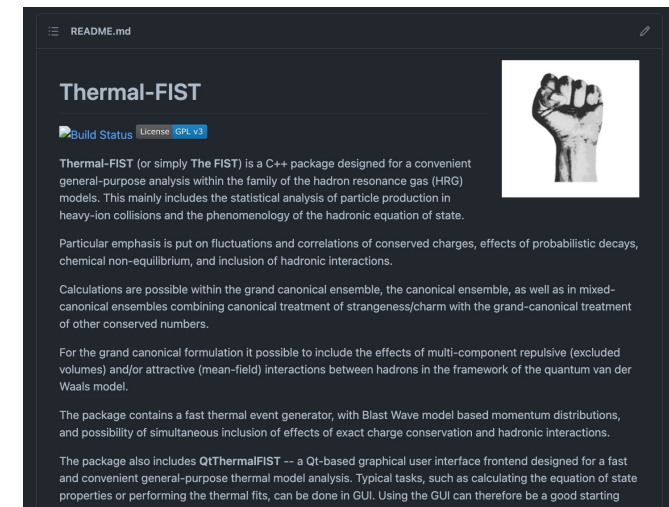 README.md
Thermal-FIST
Build Status License GPL v3
Thermal-FIST (or simply The FIST) is a C++ package designed for a convenient
general-purpose analysis within the family of the hadron resonance gas (HRG)
models. This mainly includes the statistical analysis of particle production in
heavy-ion collisions and the phenomenology of the hadronic equation of state.
Particular emphasis is put on fluctuations and correlations of conserved charges, effects of probabilistic decays,
chemical non-equilibrium, and inclusion of hadronic interactions.
Calculations are possible within the grand canonical ensemble, the canonical ensemble, as well as in mixed-
canonical ensembles combining canonical treatment of strangeness/charm with the grand-canonical treatment
of other conserved numbers.
For the grand canonical formulation it possible to include the effects of multi-component repulsive (excluded
volumes) and/or attractive (mean-field) interactions between hadrons in the framework of the quantum van der
Waals model.
The package contains a fast thermal event generator, with Blast Wave model based momentum distributions,
and possibility of simultaneous inclusion of effects of exact charge conservation and hadronic interactions.
The package also includes QtThermalFIST -- a Qt-based graphical user interface frontend designed for a fast
and convenient general-purpose thermal model analysis. Typical tasks, such as calculating the equation of state
properties or performing the thermal fits, can be done in GUI. Using the GUI can therefore be a good starting